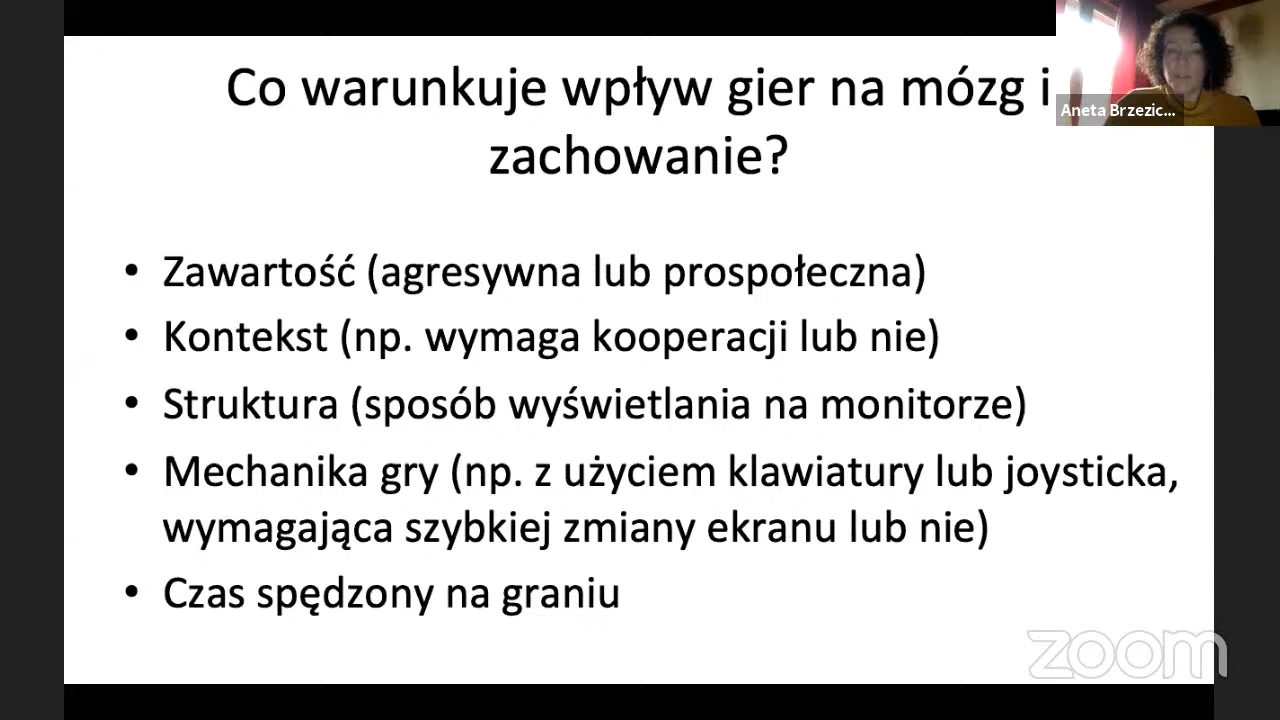 Co warunkuje wpływ gier na mózg i
zachowanie?
Aneta Brzezic...
• Zawartość (agresywna lub prospołeczna)
• Kontekst (np. wymaga kooperacji lub nie)
• Struktura (sposób wyświetlania na monitorze)
• Mechanika gry (np. z użyciem klawiatury lub joysticka,
wymagająca szybkiej zmiany ekranu lub nie)
• Czas spędzony na graniu
zoom